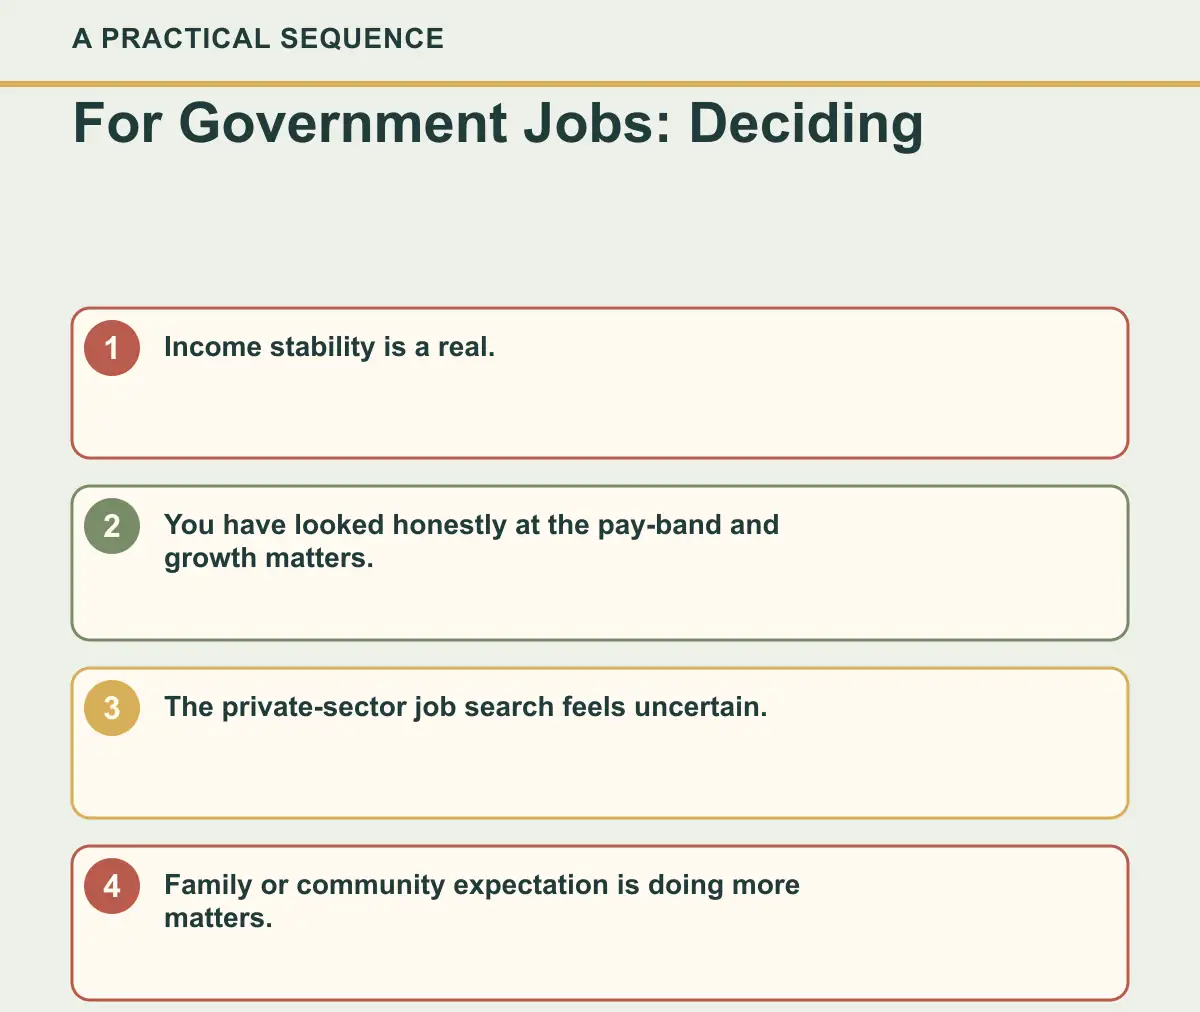 A PRACTICAL SEQUENCE
For Government Jobs: Deciding
1
Income stability is a real.
2
You have looked honestly at the pay-band and
growth matters.
3
The private-sector job search feels uncertain.
4
Family or community expectation is doing more
matters.